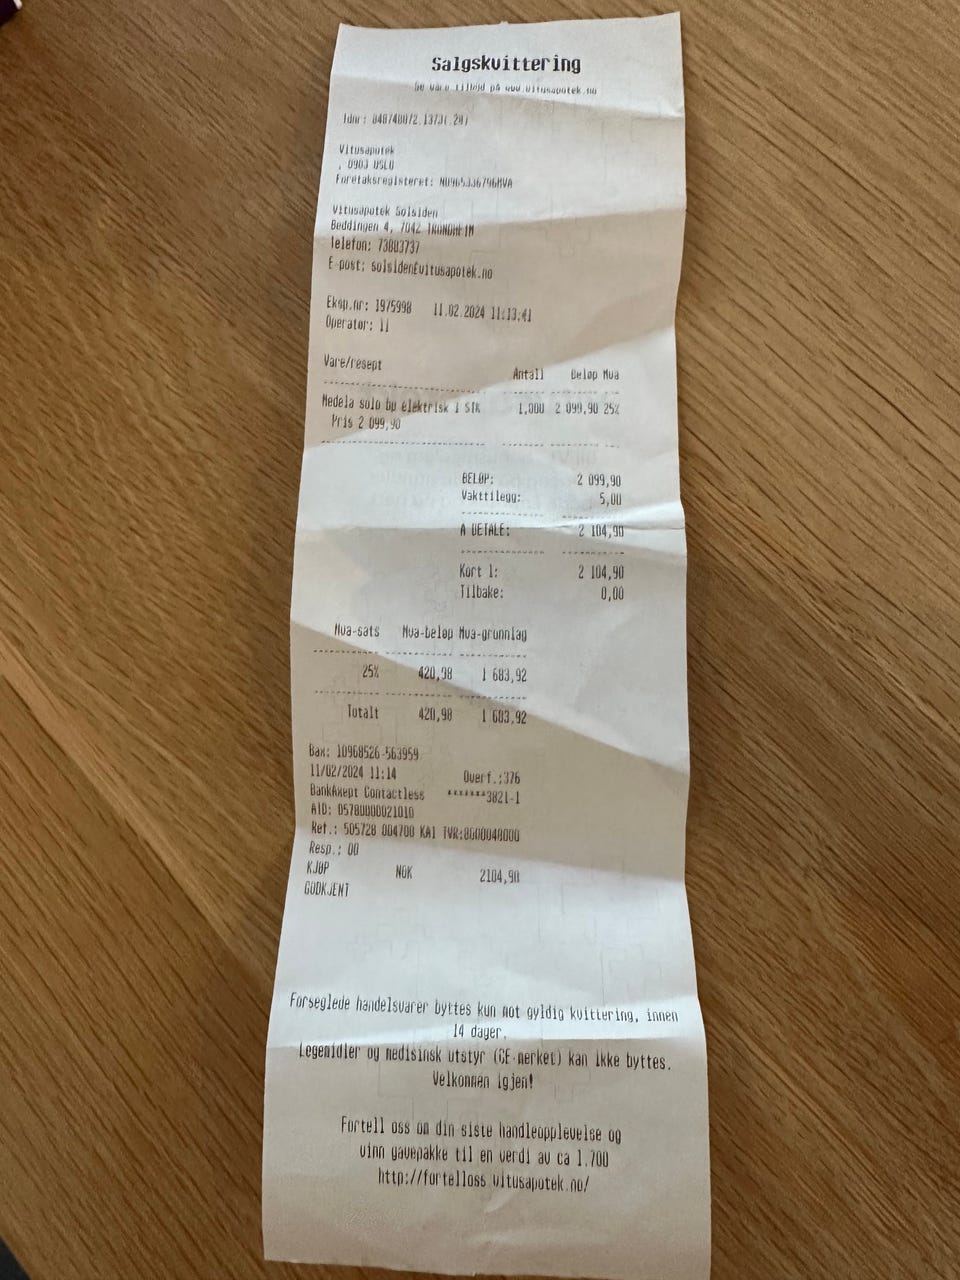 Salgskvittering
Se våre tilbud på www.vitusapotek.no
Idnr:
Vitusapotek
, 0903 OSLO
Foretaksregisteret: NO965336796MVA
Vitusapotek Solsiden
Beddingen 4, 7042 TRONDHEIM
Telefon: 73883737
E-post: solsiden@vitusapotek.no
Eksp.nr: 1975998 11.02.2024 11:13:41
Operatør: 11
Vare/resept Antall Beløp Mva
Medela solo bp elektrisk 1 STK 1,000 2 099,90 25%
Pris 2 099,90
BELØP: 2 099,90
Vakttillegg: 5,00
Å BETALE: 2 104,90
Kort 1: 2 104,90
Tilbake: 0,00
Mva-sats Mva-beløp Mva-grunnlag
25% 420,98 1 683,92
Totalt 420,98 1 683,92
Bax: 10968526-563959
11/02/2024 11:14 Overf.:376
BankAxept Contactless *******3821-1
AID: D5780000021010
Ref.: 505728 004700 KA1 TVR:8000048000
Resp.: 00
KJØP NOK 2104,90
GODKJENT
Forseglede handelsvarer byttes kun mot gyldig kvittering, innen
14 dager.
Legemidler og medisinsk utstyr (CE-merket) kan ikke byttes.
Velkommen igjen!
Fortell oss om din siste handleopplevelse og
vinn gavepakke til en verdi av ca 1.700
http://fortelloss.vitusapotek.no/